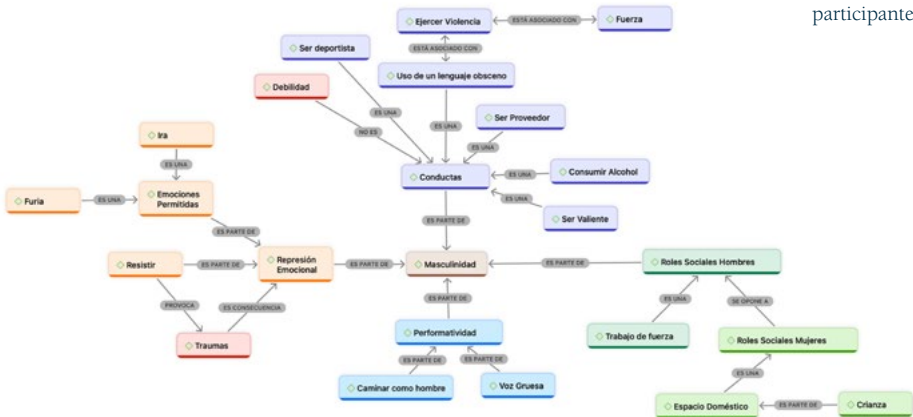 participante
Ejercer Violencia
ESTÁ ASOCIADO CON
Fuerza
ESTÁ ASOCIADO CON
Ser deportista
Uso de un lenguaje obsceno
Debilidad
ES UNA
NO ES
ES UNA
Ser Proveedor
ES UNA
Ira
ES UNA
Conductas
ES UNA
Consumir Alcohol
ES UNA
Ser Valiente
Furia
ES UNA
Emociones
Permitidas
ES PARTE DE
ES PARTE DE
Resistir
ES PARTE DE
Represión
Emocional
ES PARTE DE
Masculinidad
ES PARTE DE
Roles Sociales Hombres
PROVOCA
ES CONSECUENCIA
ES PARTE DE
ES UNA
SE OPONE A
Traumas
Performatividad
Trabajo de fuerza
Roles Sociales Mujeres
ES PARTE DE
ES PARTE DE
ES UNA
Caminar como hombre
Voz Gruesa
Espacio Doméstico
ES PARTE DE
Crianza